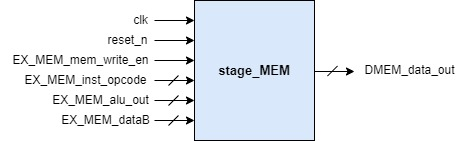 clk
reset_n
EX_MEM_mem_write_en
EX_MEM_inst_opcode
EX_MEM_alu_out
EX_MEM_dataB
stage_MEM
DMEM_data_out